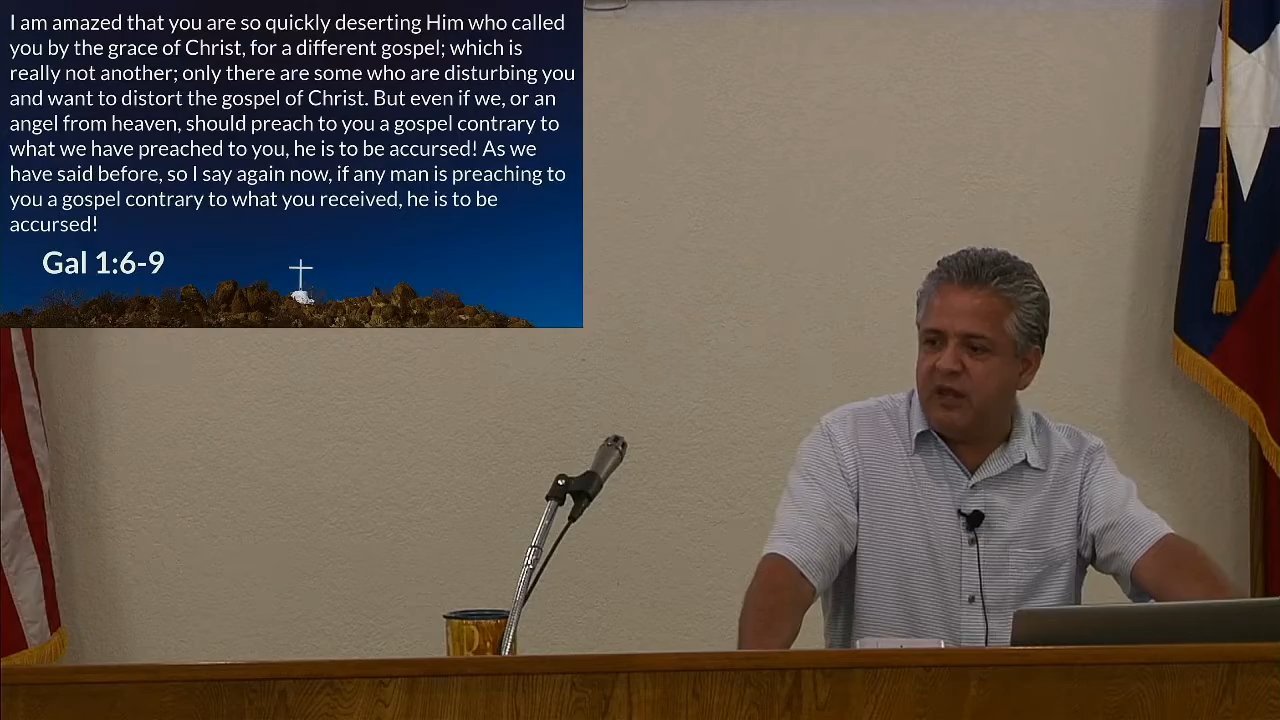 I am amazed that you are so quickly deserting Him who called
you by the grace of Christ, for a different gospel; which is
really not another; only there are some who are disturbing you
and want to distort the gospel of Christ. But even if we, or an
angel from heaven, should preach to you a gospel contrary to
what we have preached to you, he is to be accursed! As we
have said before, so I say again now, if any man is preaching to
you a gospel contrary to what you received, he is to be
accursed!
Gal 1:6-9